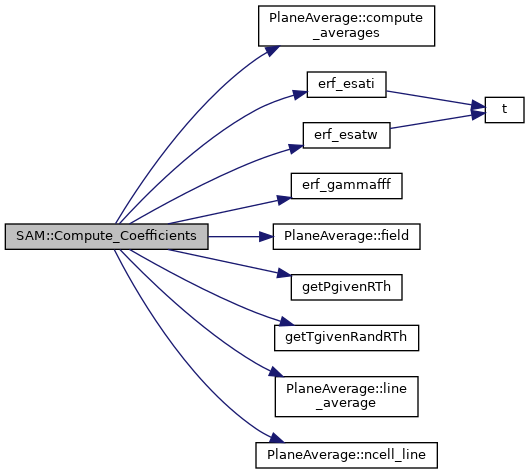 PlaneAverage::compute
_averages
erf_esati
t
erf_esatw
erf_gammafff
SAM::Compute_Coefficients
PlaneAverage::field
getPgivenRTh
getTgivenRandRTh
PlaneAverage::line
_average
PlaneAverage::ncell_line